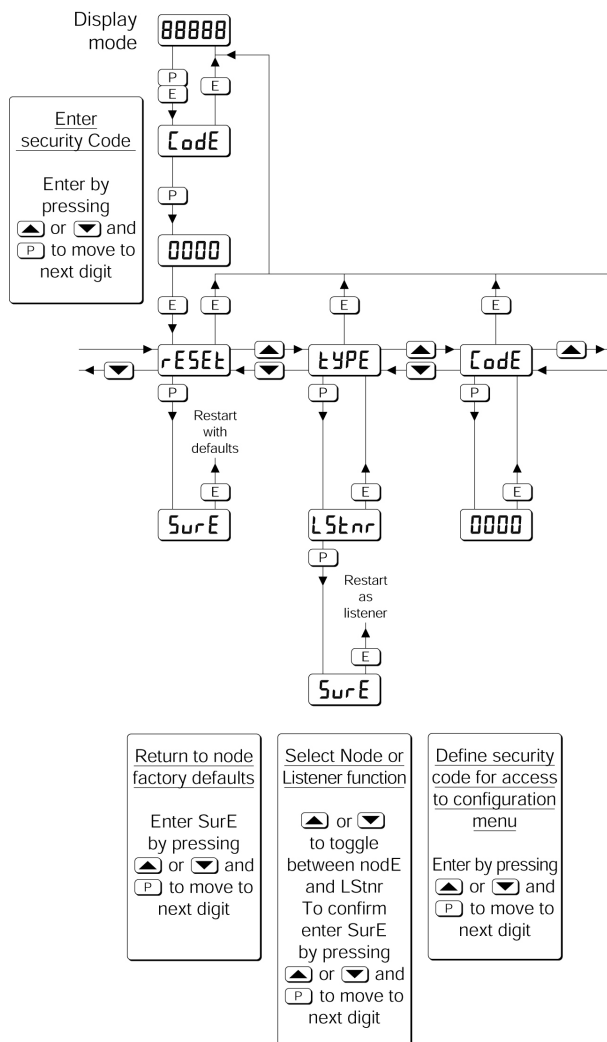 Display
mode
88888
P
E
E
Enter
security Code
Enter by
pressing
▲ or ▼ and
P to move to
next digit
CodE
P
0000
E
E
E
E
rESEt
▲
▼
tYPE
▲
▼
CodE
▲
▼
P
P
P
Restart
with
defaults
E
E
E
SurE
LStnr
0000
P
Restart
as
listener
E
SurE
Return to node
factory defaults
Enter SurE
by pressing
▲ or ▼ and
P to move to
next digit
Select Node or
Listener function
▲ or ▼
to toggle
between nodE
and LStnr
To confirm
enter SurE
by pressing
▲ or ▼ and
P to move to
next digit
Define security
code for access
to configuration
menu
Enter by pressing
▲ or ▼ and
P to move to
next digit